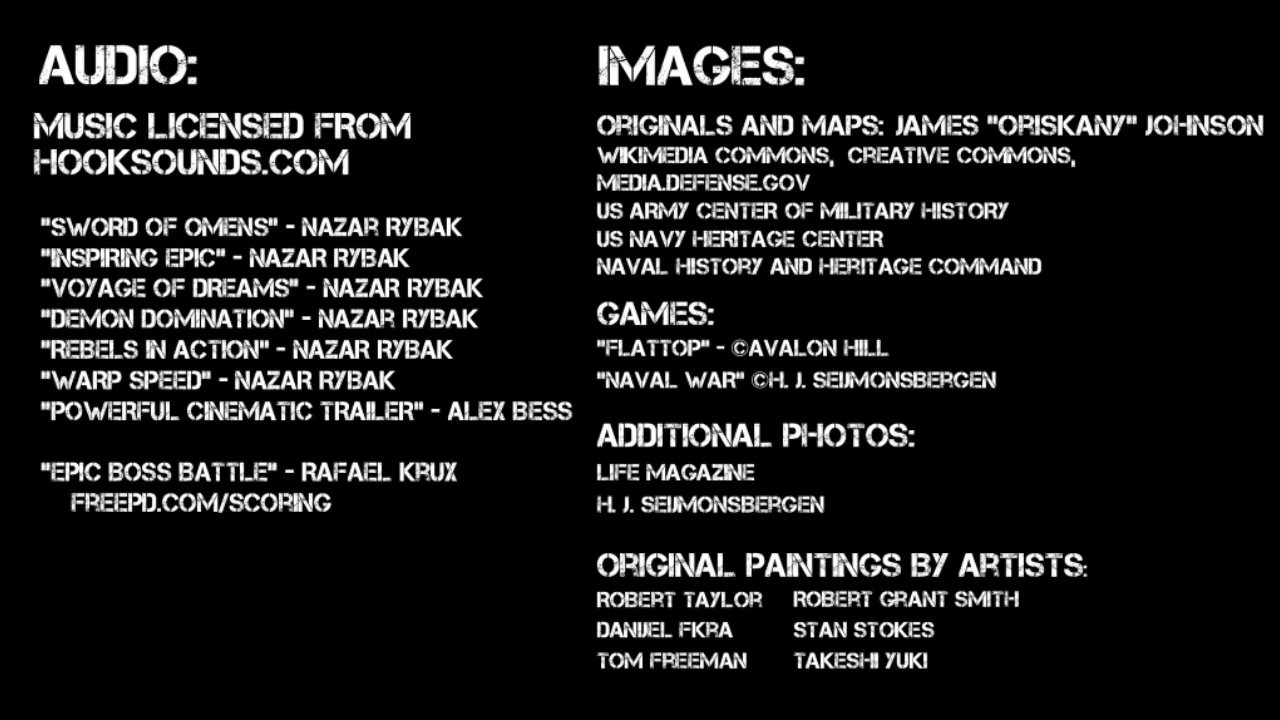 AUDIO:
MUSIC LICENSED FROM
HOOKSOUNDS.COM
"SWORD OF OMENS" - NAZAR RYBAK
"INSPIRING EPIC" - NAZAR RYBAK
"VOYAGE OF DREAMS" - NAZAR RYBAK
"DEMON DOMINATION" - NAZAR RYBAK
"REBELS IN ACTION" - NAZAR RYBAK
"WARP SPEED" - NAZAR RYBAK
"POWERFUL CINEMATIC TRAILER" - ALEX BESS
"EPIC BOSS BATTLE" - RAFAEL KRUX
FREEPD.COM/SCORING
IMAGES:
ORIGINALS AND MAPS: JAMES "ORISKANY" JOHNSON
WIKIMEDIA COMMONS, CREATIVE COMMONS,
MEDIA.DEFENSE.GOV
US ARMY CENTER OF MILITARY HISTORY
US NAVY HERITAGE CENTER
NAVAL HISTORY AND HERITAGE COMMAND
GAMES:
"FLATTOP" - ©AVALON HILL
"NAVAL WAR" ©H. J. SEIJMONSBERGEN
ADDITIONAL PHOTOS:
LIFE MAGAZINE
H. J. SEIJMONSBERGEN
ORIGINAL PAINTINGS BY ARTISTS:
ROBERT TAYLOR ROBERT GRANT SMITH
DANIJEL FKRA STAN STOKES
TOM FREEMAN TAKESHI YUKI